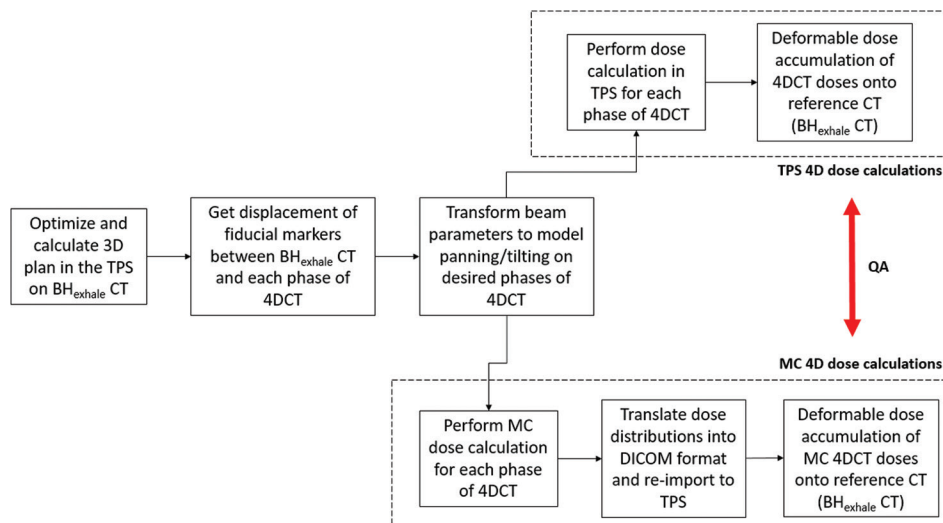 Perform dose
calculation in
TPS for each
phase of 4DCT
Deformable dose
accumulation of
4DCT doses onto
reference CT
(BHexhale CT)
TPS 4D dose calculations
Optimize and
calculate 3D
plan in the TPS
on BHexhale CT
Get displacement of
fiducial markers
between BHexhale CT
and each phase of
4DCT
Transform beam
parameters to model
panning/tilting on
desired phases of
4DCT
QA
MC 4D dose calculations
Perform MC
dose calculation
for each phase
of 4DCT
Translate dose
distributions into
DICOM format
and re-import to
TPS
Deformable dose
accumulation of
MC 4DCT doses
onto reference CT
(BHexhale CT)